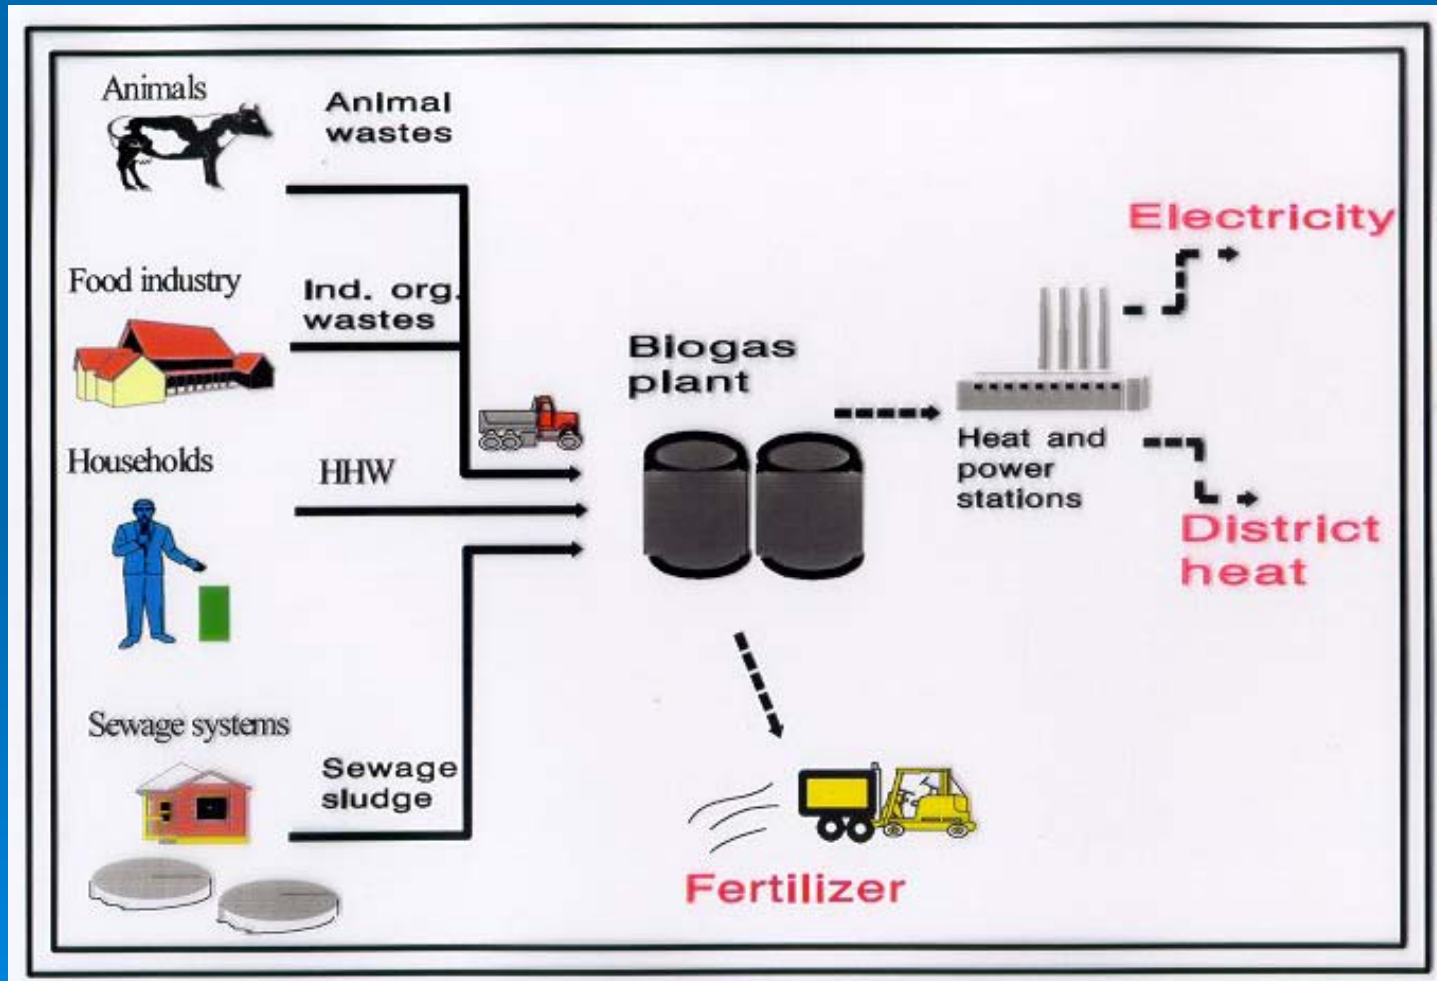 Animals
Animal
wastes
Food industry
Ind. org.
wastes
Households
HHW
Sewage systems
Sewage
sludge
Biogas
plant
Heat and
power
stations
Electricity
District
heat
Fertilizer